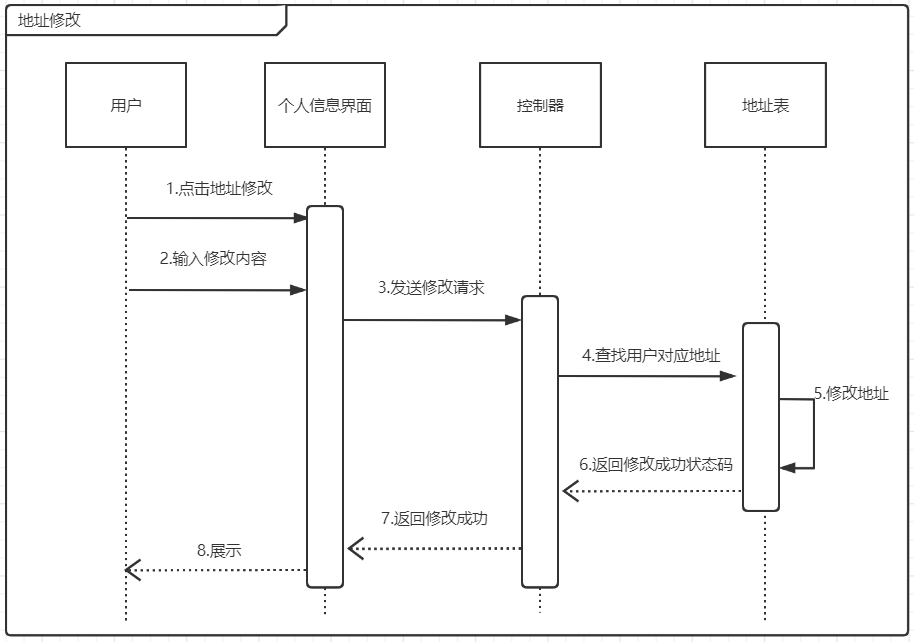 地址修改
用户
个人信息界面
控制器
地址表
1.点击地址修改
2.输入修改内容
3.发送修改请求
4.查找用户对应地址
5.修改地址
6.返回修改成功状态码
7.返回修改成功
8.展示